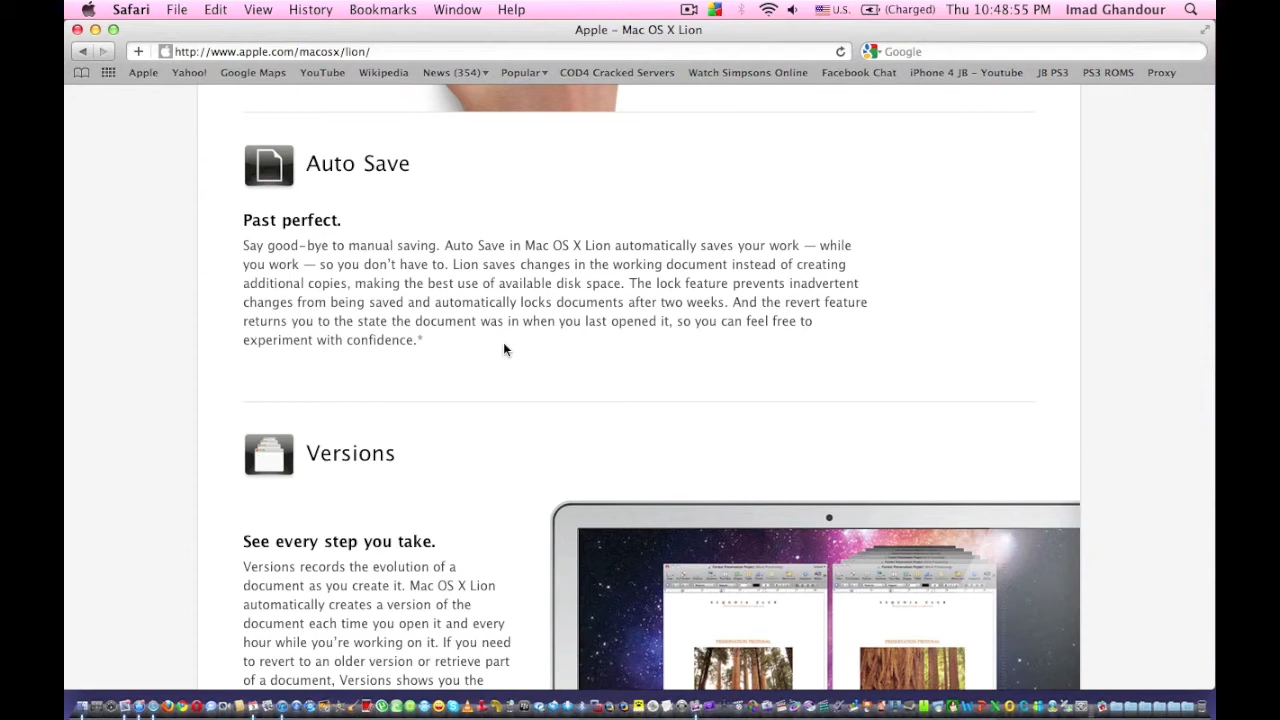 Safari File Edit View History Bookmarks Window Help U.S. (Charged) Thu 10:48:55 PM Imad Ghandour
Apple – Mac OS X Lion
http://www.apple.com/macosx/lion/ Google
Apple Yahoo! Google Maps YouTube Wikipedia News (354) Popular COD4 Cracked Servers Watch Simpsons Online Facebook Chat iPhone 4 JB - Youtube JB PS3 PS3 ROMS Proxy
Auto Save
Past perfect.
Say good-bye to manual saving. Auto Save in Mac OS X Lion automatically saves your work — while
you work — so you don't have to. Lion saves changes in the working document instead of creating
additional copies, making the best use of available disk space. The lock feature prevents inadvertent
changes from being saved and automatically locks documents after two weeks. And the revert feature
returns you to the state the document was in when you last opened it, so you can feel free to
experiment with confidence.*
Versions
See every step you take.
Versions records the evolution of a
document as you create it. Mac OS X Lion
automatically creates a version of the
document each time you open it and every
hour while you're working on it. If you need
to revert to an older version or retrieve part
of a document, Versions shows you the
PRESERVATION PROPOSAL PRESERVATION PROPOSAL